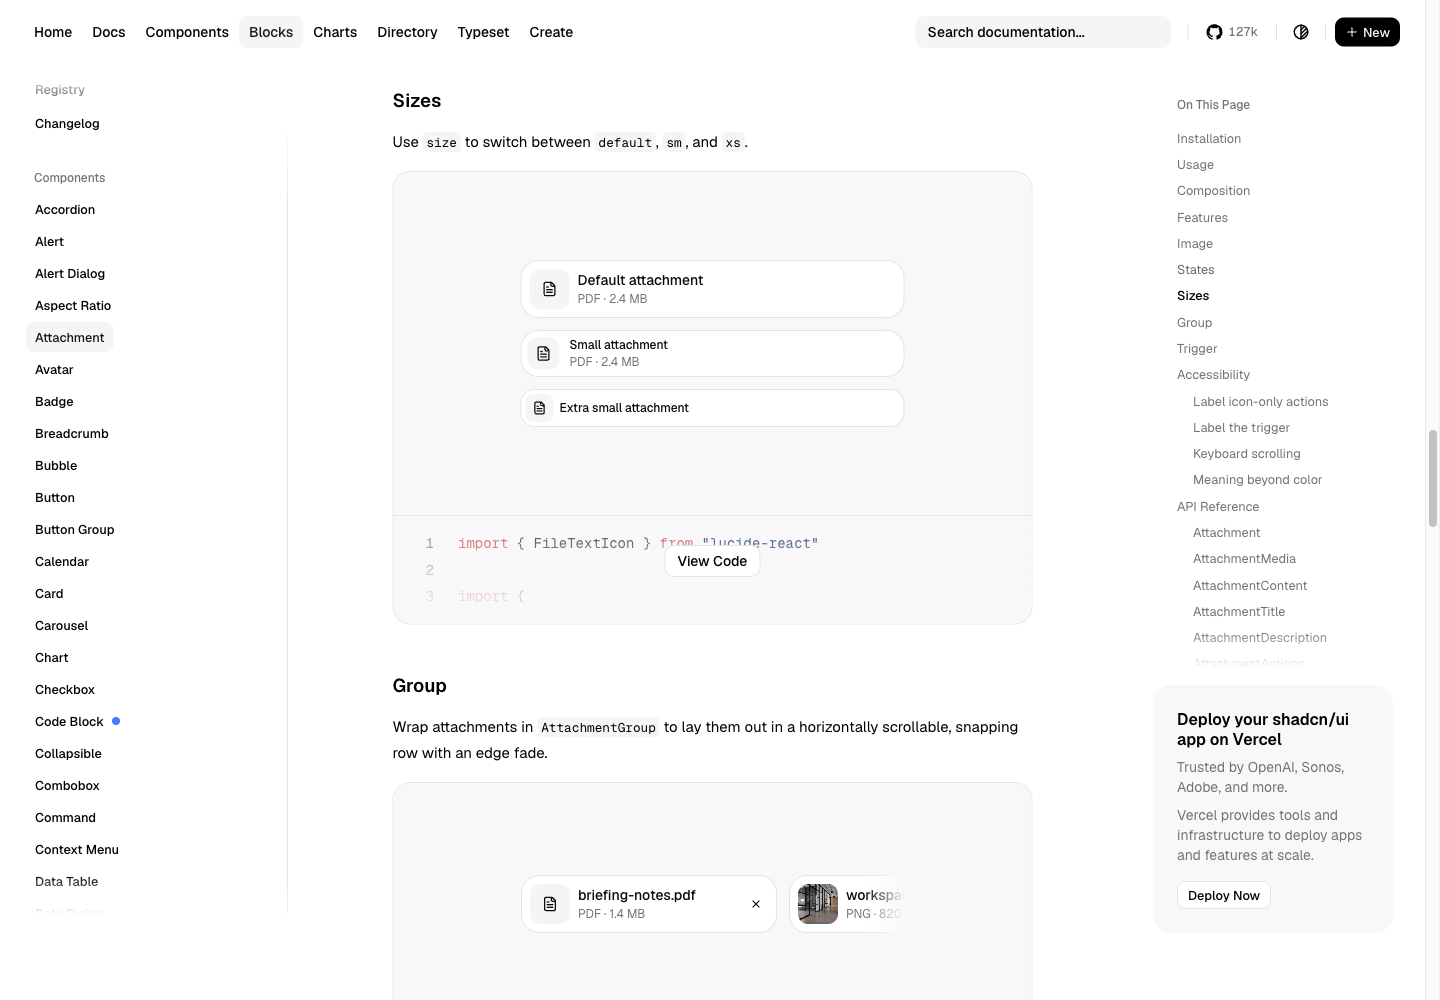 Home Docs Components Blocks Charts Directory Typeset Create Search documentation... 127k New
Registry
Changelog
Components
Accordion
Alert
Alert Dialog
Aspect Ratio
Attachment
Avatar
Badge
Breadcrumb
Bubble
Button
Button Group
Calendar
Card
Carousel
Chart
Checkbox
Code Block
Collapsible
Combobox
Command
Context Menu
Data Table
Sizes
Use size to switch between default, sm, and xs.
Default attachment
PDF · 2.4 MB
Small attachment
PDF · 2.4 MB
Extra small attachment
1 import { FileTextIcon } from "lucide-react"
2
3 import {
View Code
Group
Wrap attachments in AttachmentGroup to lay them out in a horizontally scrollable, snapping
row with an edge fade.
briefing-notes.pdf
PDF · 1.4 MB
workspa
PNG · 820
On This Page
Installation
Usage
Composition
Features
Image
States
Sizes
Group
Trigger
Accessibility
Label icon-only actions
Label the trigger
Keyboard scrolling
Meaning beyond color
API Reference
Attachment
AttachmentMedia
AttachmentContent
AttachmentTitle
AttachmentDescription
AttachmentActions
Deploy your shadcn/ui
app on Vercel
Trusted by OpenAI, Sonos,
Adobe, and more.
Vercel provides tools and
infrastructure to deploy apps
and features at scale.
Deploy Now